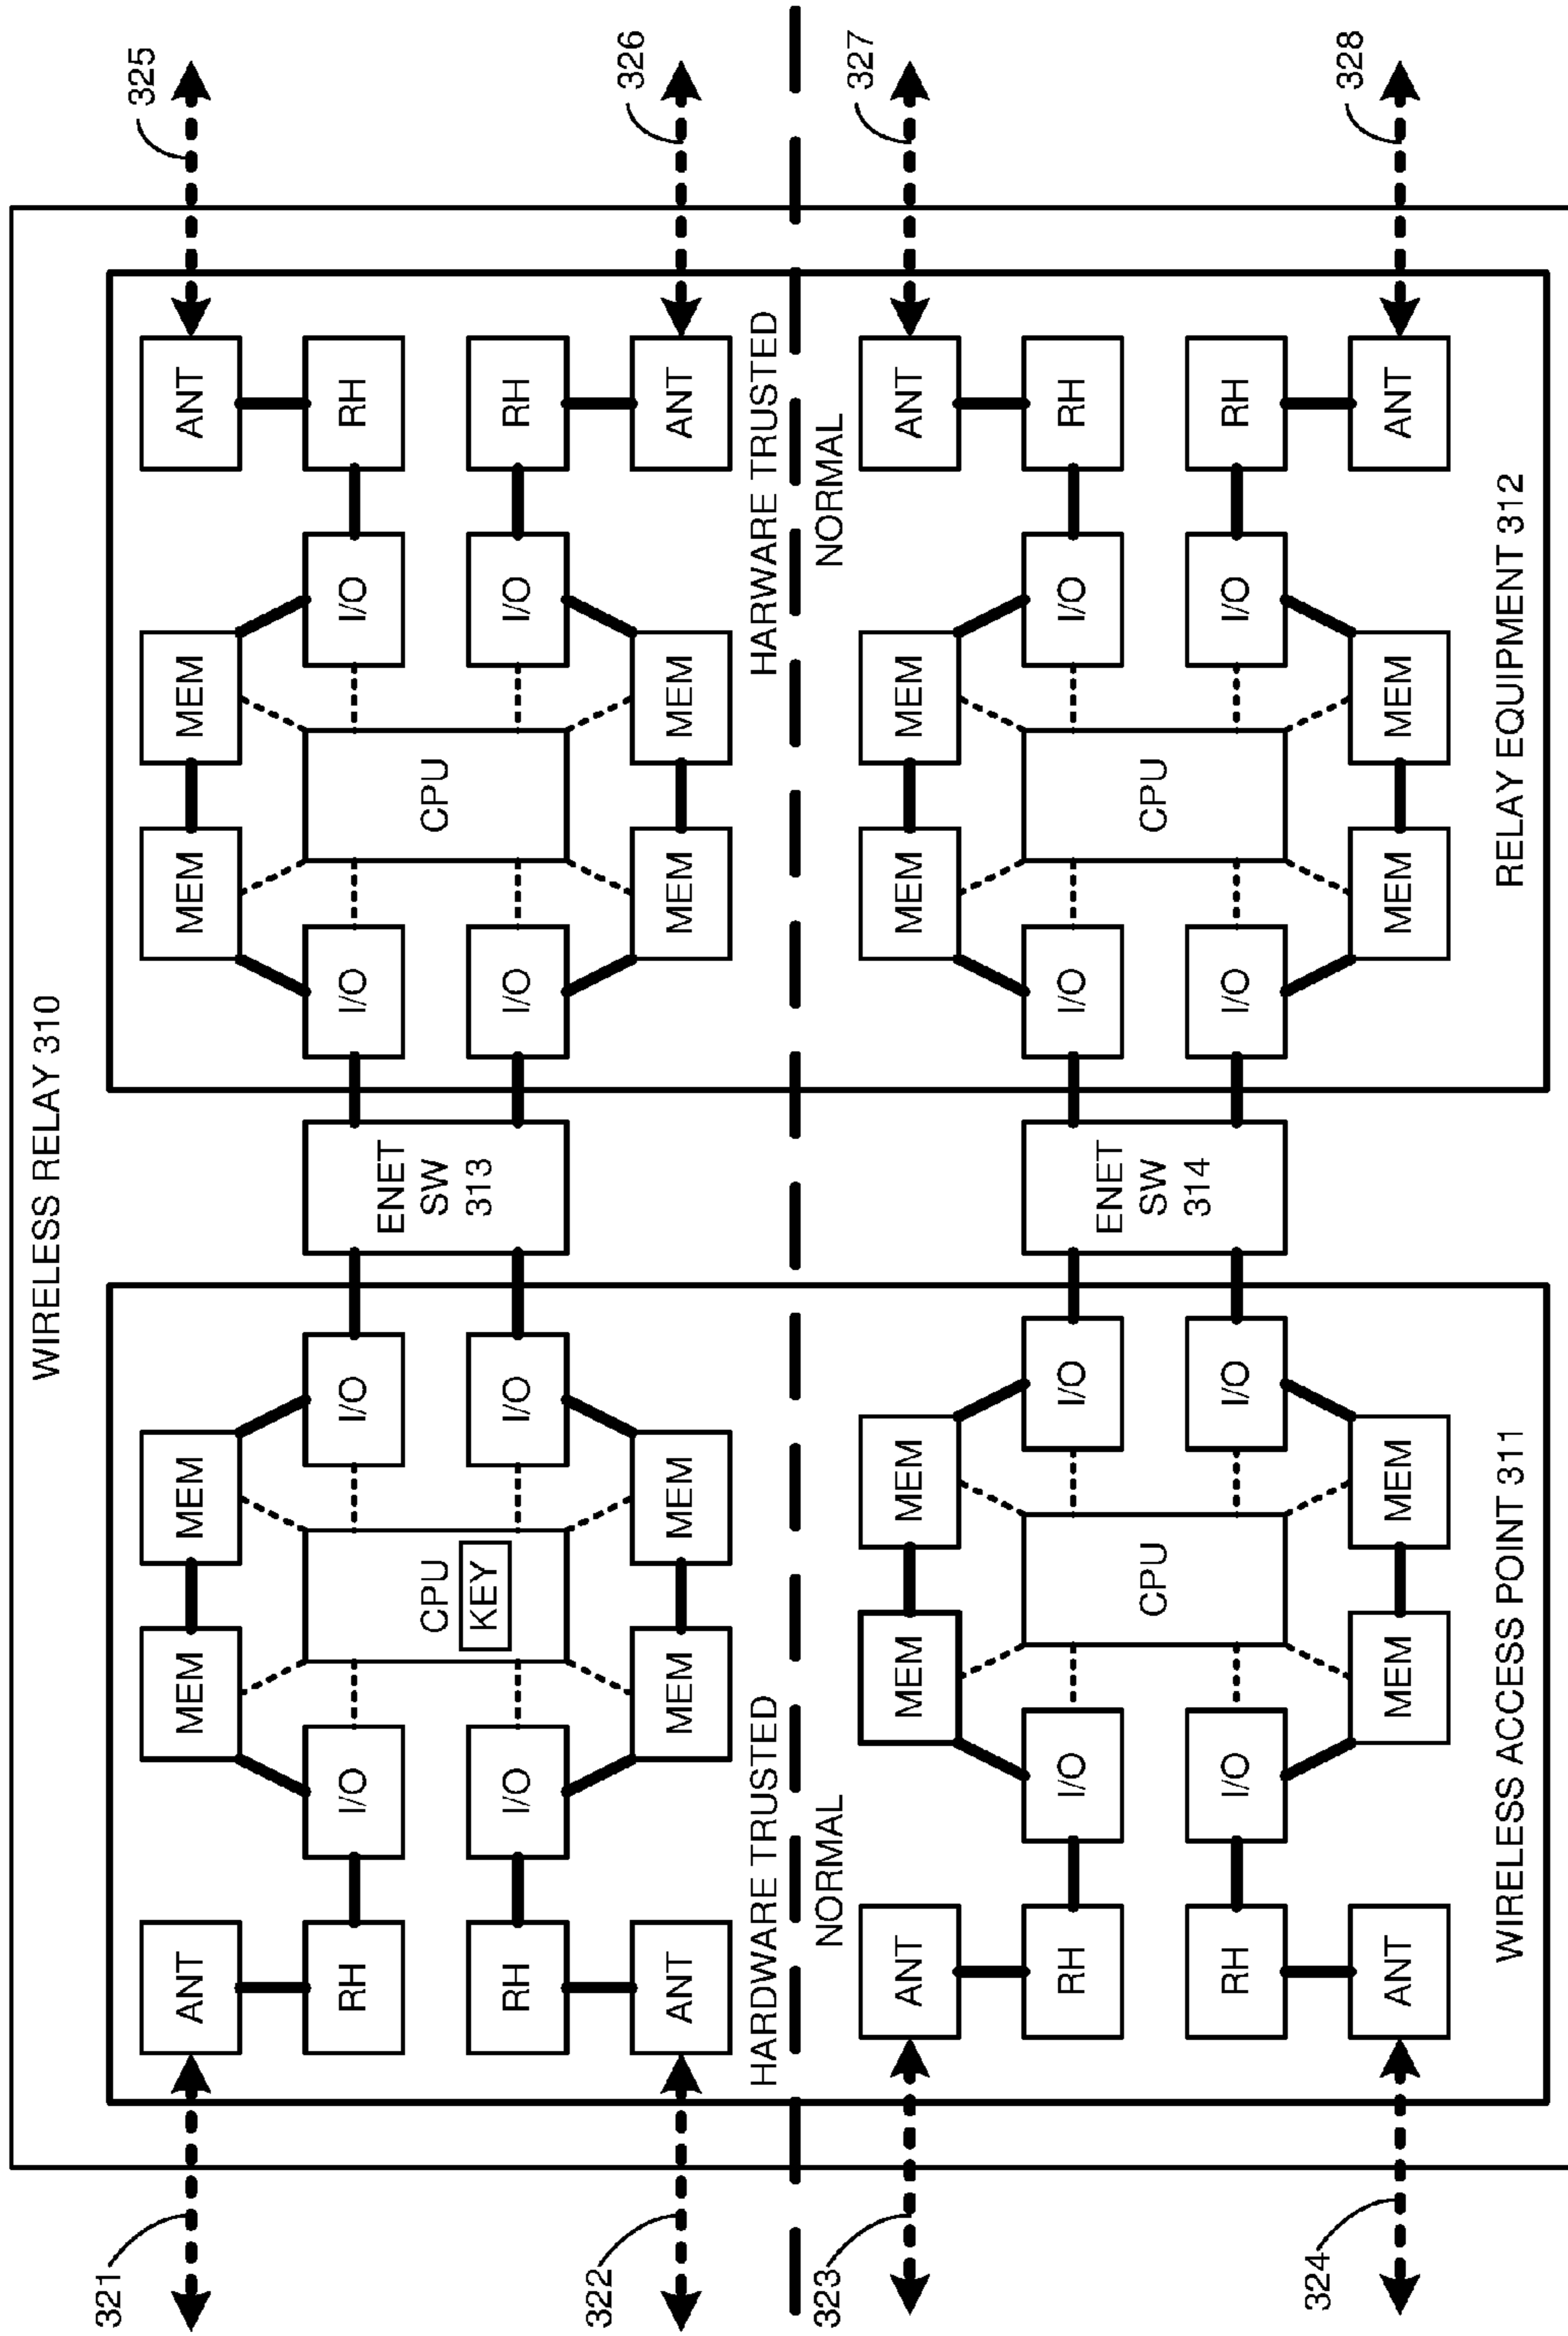 WIRELESS RELAY 310
321
325
ANT
MEM
MEM
MEM
MEM
ANT
RH
I/O
I/O
I/O
I/O
RH
CPU
KEY
ENET
SW
313
CPU
RH
I/O
I/O
I/O
I/O
RH
322
326
ANT
MEM
MEM
MEM
MEM
ANT
HARDWARE TRUSTED
HARWARE TRUSTED
NORMAL
NORMAL
323
327
ANT
MEM
MEM
MEM
MEM
ANT
RH
I/O
I/O
I/O
I/O
RH
CPU
ENET
SW
314
CPU
RH
I/O
I/O
I/O
I/O
RH
324
328
ANT
MEM
MEM
MEM
MEM
ANT
WIRELESS ACCESS POINT 311
RELAY EQUIPMENT 312